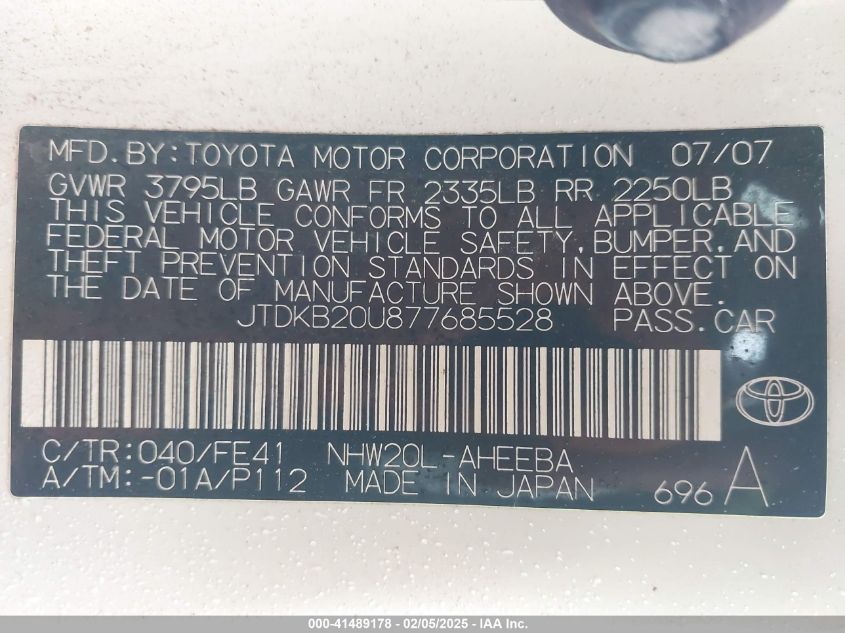 MFD.BY:TOYOTA MOTOR CORPORATION 07/07
GVWR 3795LB GAWR FR 2335LB RR 2250LB
THIS VEHICLE CONFORMS TO ALL APPLICABLE
FEDERAL MOTOR VEHICLE SAFETY,BUMPER,AND
THEFT PREVENTION STANDARDS IN EFFECT ON
THE DATE OF MANUFACTURE SHOWN ABOVE.
JTDKB20U877685528 PASS.CAR
C/TR:040/FE41 NHW20L-AHEEBA
A/TM:-01A/P112 MADE IN JAPAN 696 A
000-41489178 - 02/05/2025 - IAA Inc.